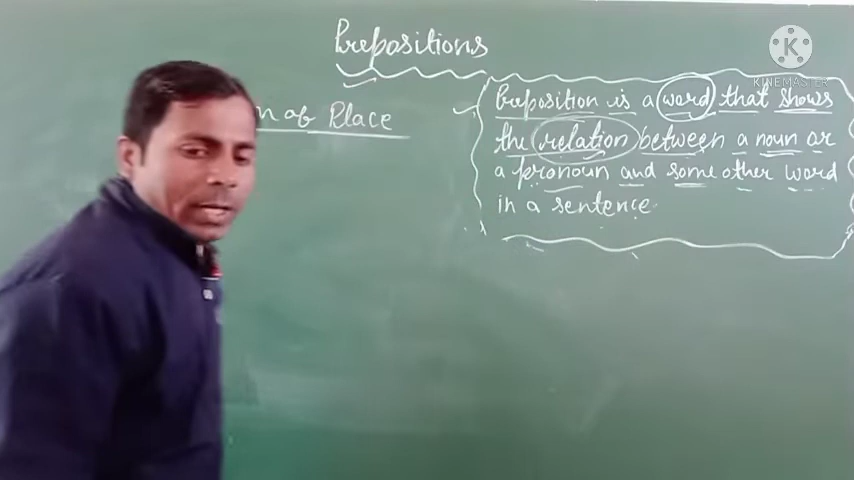 Prepositions
n of Place
Preposition is a word that shows
the relation between a noun or
a pronoun and some other word
in a sentence
K
KINEMASTER